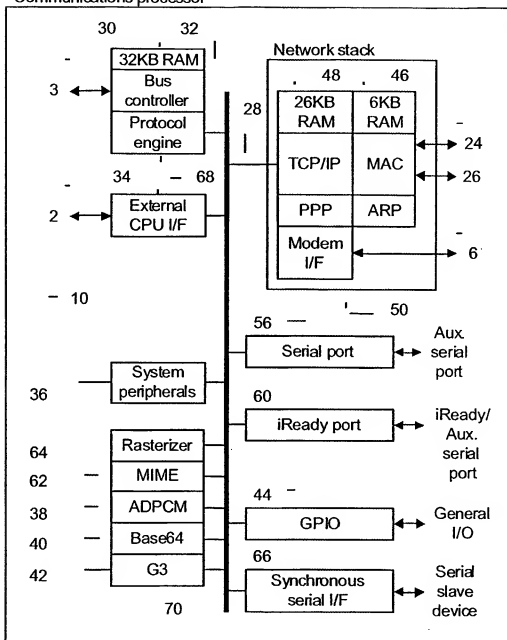 Communications processor
30 32
32KB RAM
Bus
controller
Protocol
engine
3
28
Network stack
48 46
26KB
RAM
6KB
RAM
TCP/IP
MAC
PPP
ARP
Modem
I/F
24
26
6
34 68
External
CPU I/F
2
10
50
56
Serial port
Aux.
serial
port
System
peripherals
36
60
iReady port
iReady/
Aux.
serial
port
64
Rasterizer
62
MIME
38
ADPCM
40
Base64
42
G3
70
44
GPIO
General
I/O
66
Synchronous
serial I/F
Serial
slave
device